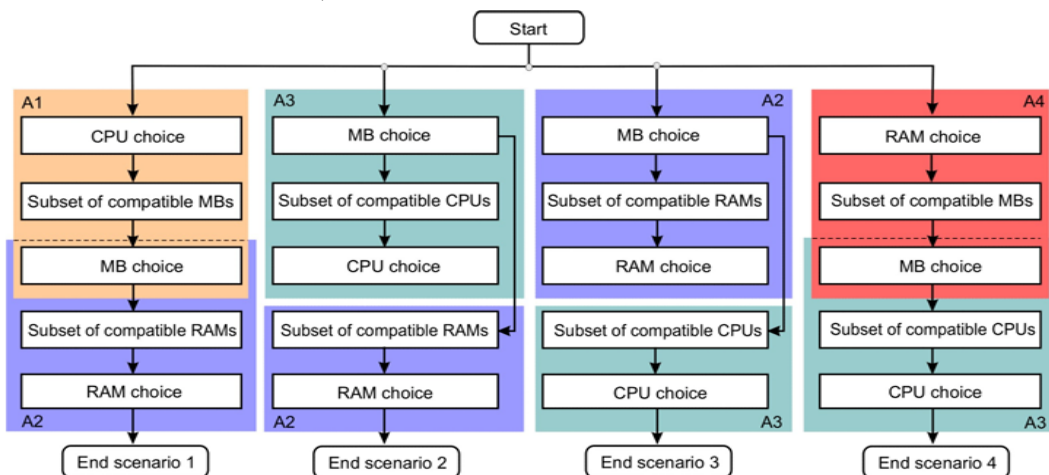 Start
A1
CPU choice
Subset of compatible MBs
MB choice
Subset of compatible RAMs
RAM choice
A2
End scenario 1
A3
MB choice
Subset of compatible CPUs
CPU choice
Subset of compatible RAMs
RAM choice
A2
End scenario 2
A2
MB choice
Subset of compatible RAMs
RAM choice
Subset of compatible CPUs
CPU choice
A3
End scenario 3
A4
RAM choice
Subset of compatible MBs
MB choice
Subset of compatible CPUs
CPU choice
A3
End scenario 4